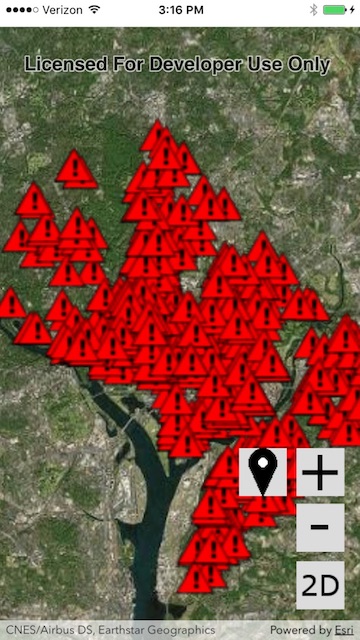 Verizon 3:16 PM
Licensed For Developer Use Only
+
-
2D
CNES/Airbus DS, Earthstar Geographics Powered by Esri